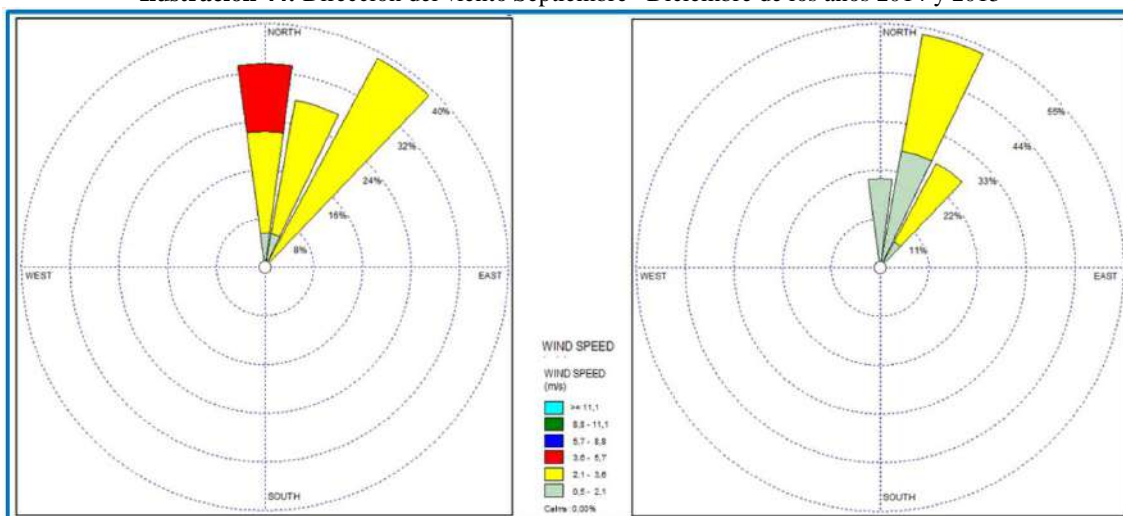 Ilustración 44: Dirección del viento Septiembre - Diciembre de los años 2014 y 2015
NORTH
40%
32%
24%
16%
8%
WEST
EAST
SOUTH
WIND SPEED
WIND SPEED
(m/s)
>= 11,1
8,8 - 11,1
5,7 - 8,8
3,6 - 5,7
2,1 - 3,6
0,5 - 2,1
Calms: 0.00%
NORTH
55%
44%
33%
22%
11%
WEST
EAST
SOUTH